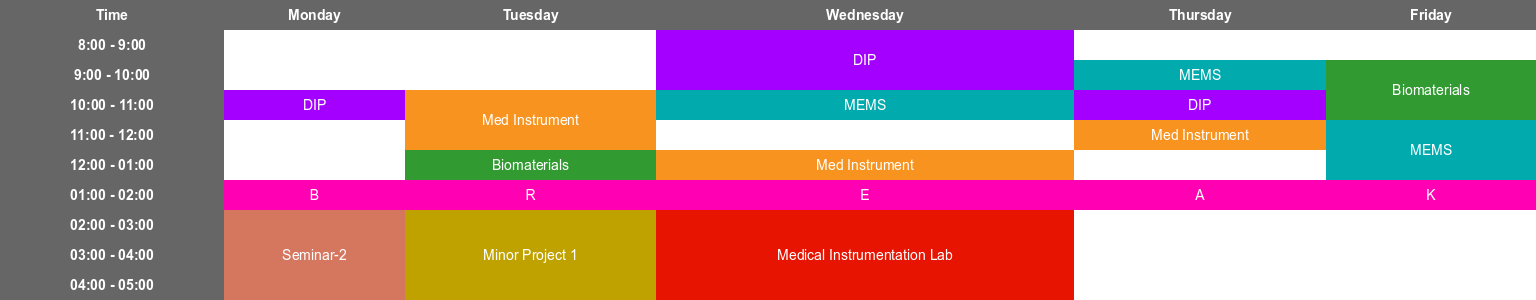 Time Monday Tuesday Wednesday Thursday Friday
8:00 - 9:00
DIP
9:00 - 10:00 MEMS
Biomaterials
10:00 - 11:00 DIP MEMS DIP
Med Instrument
11:00 - 12:00 Med Instrument
MEMS
12:00 - 01:00 Biomaterials Med Instrument
01:00 - 02:00 B R E A K
02:00 - 03:00
03:00 - 04:00 Seminar-2 Minor Project 1 Medical Instrumentation Lab
04:00 - 05:00